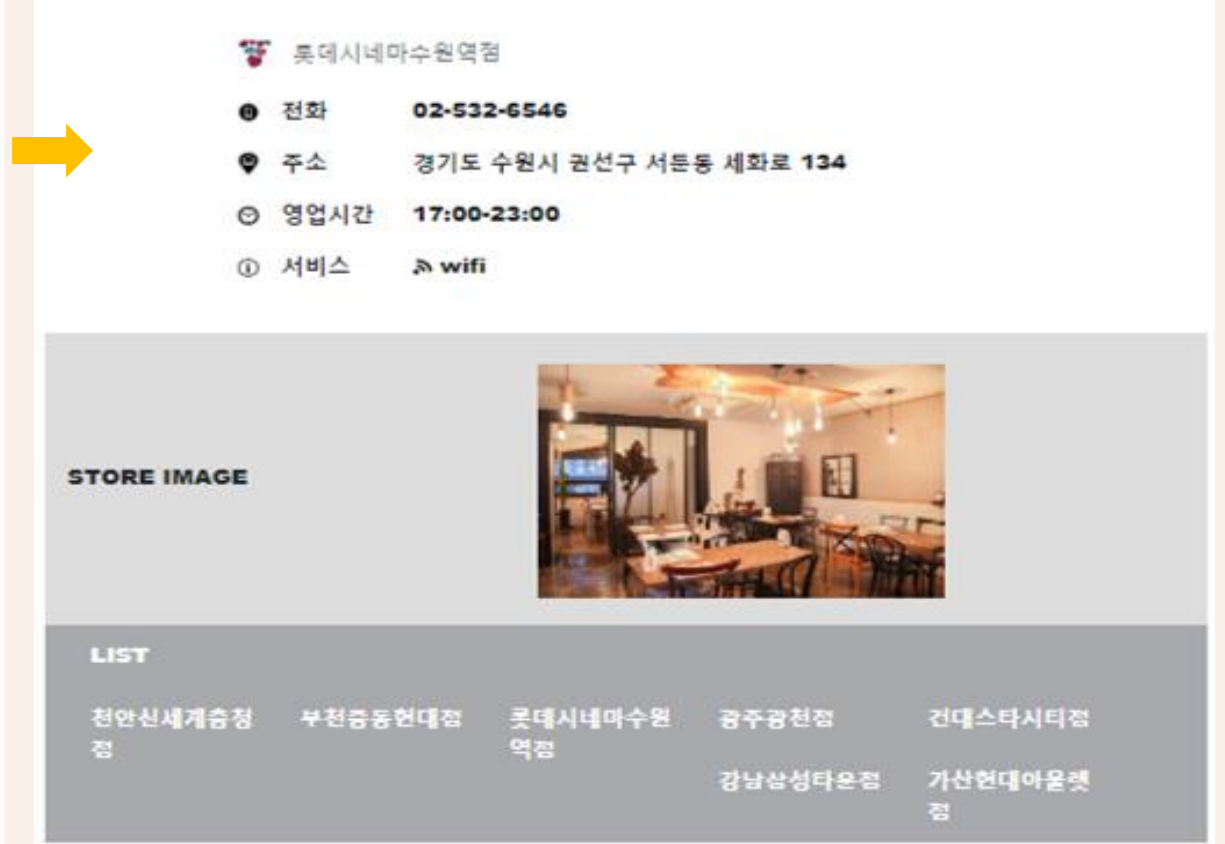 롯데시네마수원역점
전화 02-532-6546
주소 경기도 수원시 권선구 서둔동 세화로 134
영업시간 17:00-23:00
서비스 wifi
STORE IMAGE
LIST
천안신세계충청점 부천중동현대점 롯데시네마수원역점 광주광천점 건대스타시티점
강남삼성타운점 가산현대아울렛점